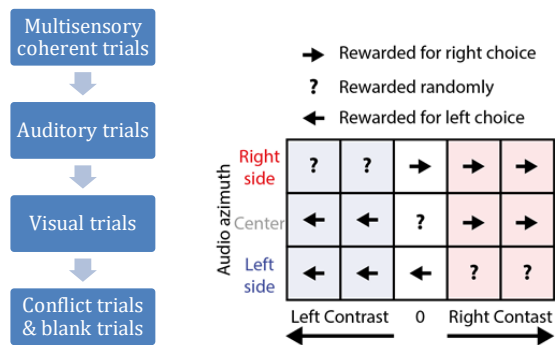 Multisensory
coherent trials
Auditory trials
Visual trials
Conflict trials
& blank trials
→ Rewarded for right choice
? Rewarded randomly
← Rewarded for left choice
Audio azimuth
Right
side
? ? → → →
Center
← ← ? → →
Left
side
← ← ← ? ?
Left Contrast 0 Right Contast